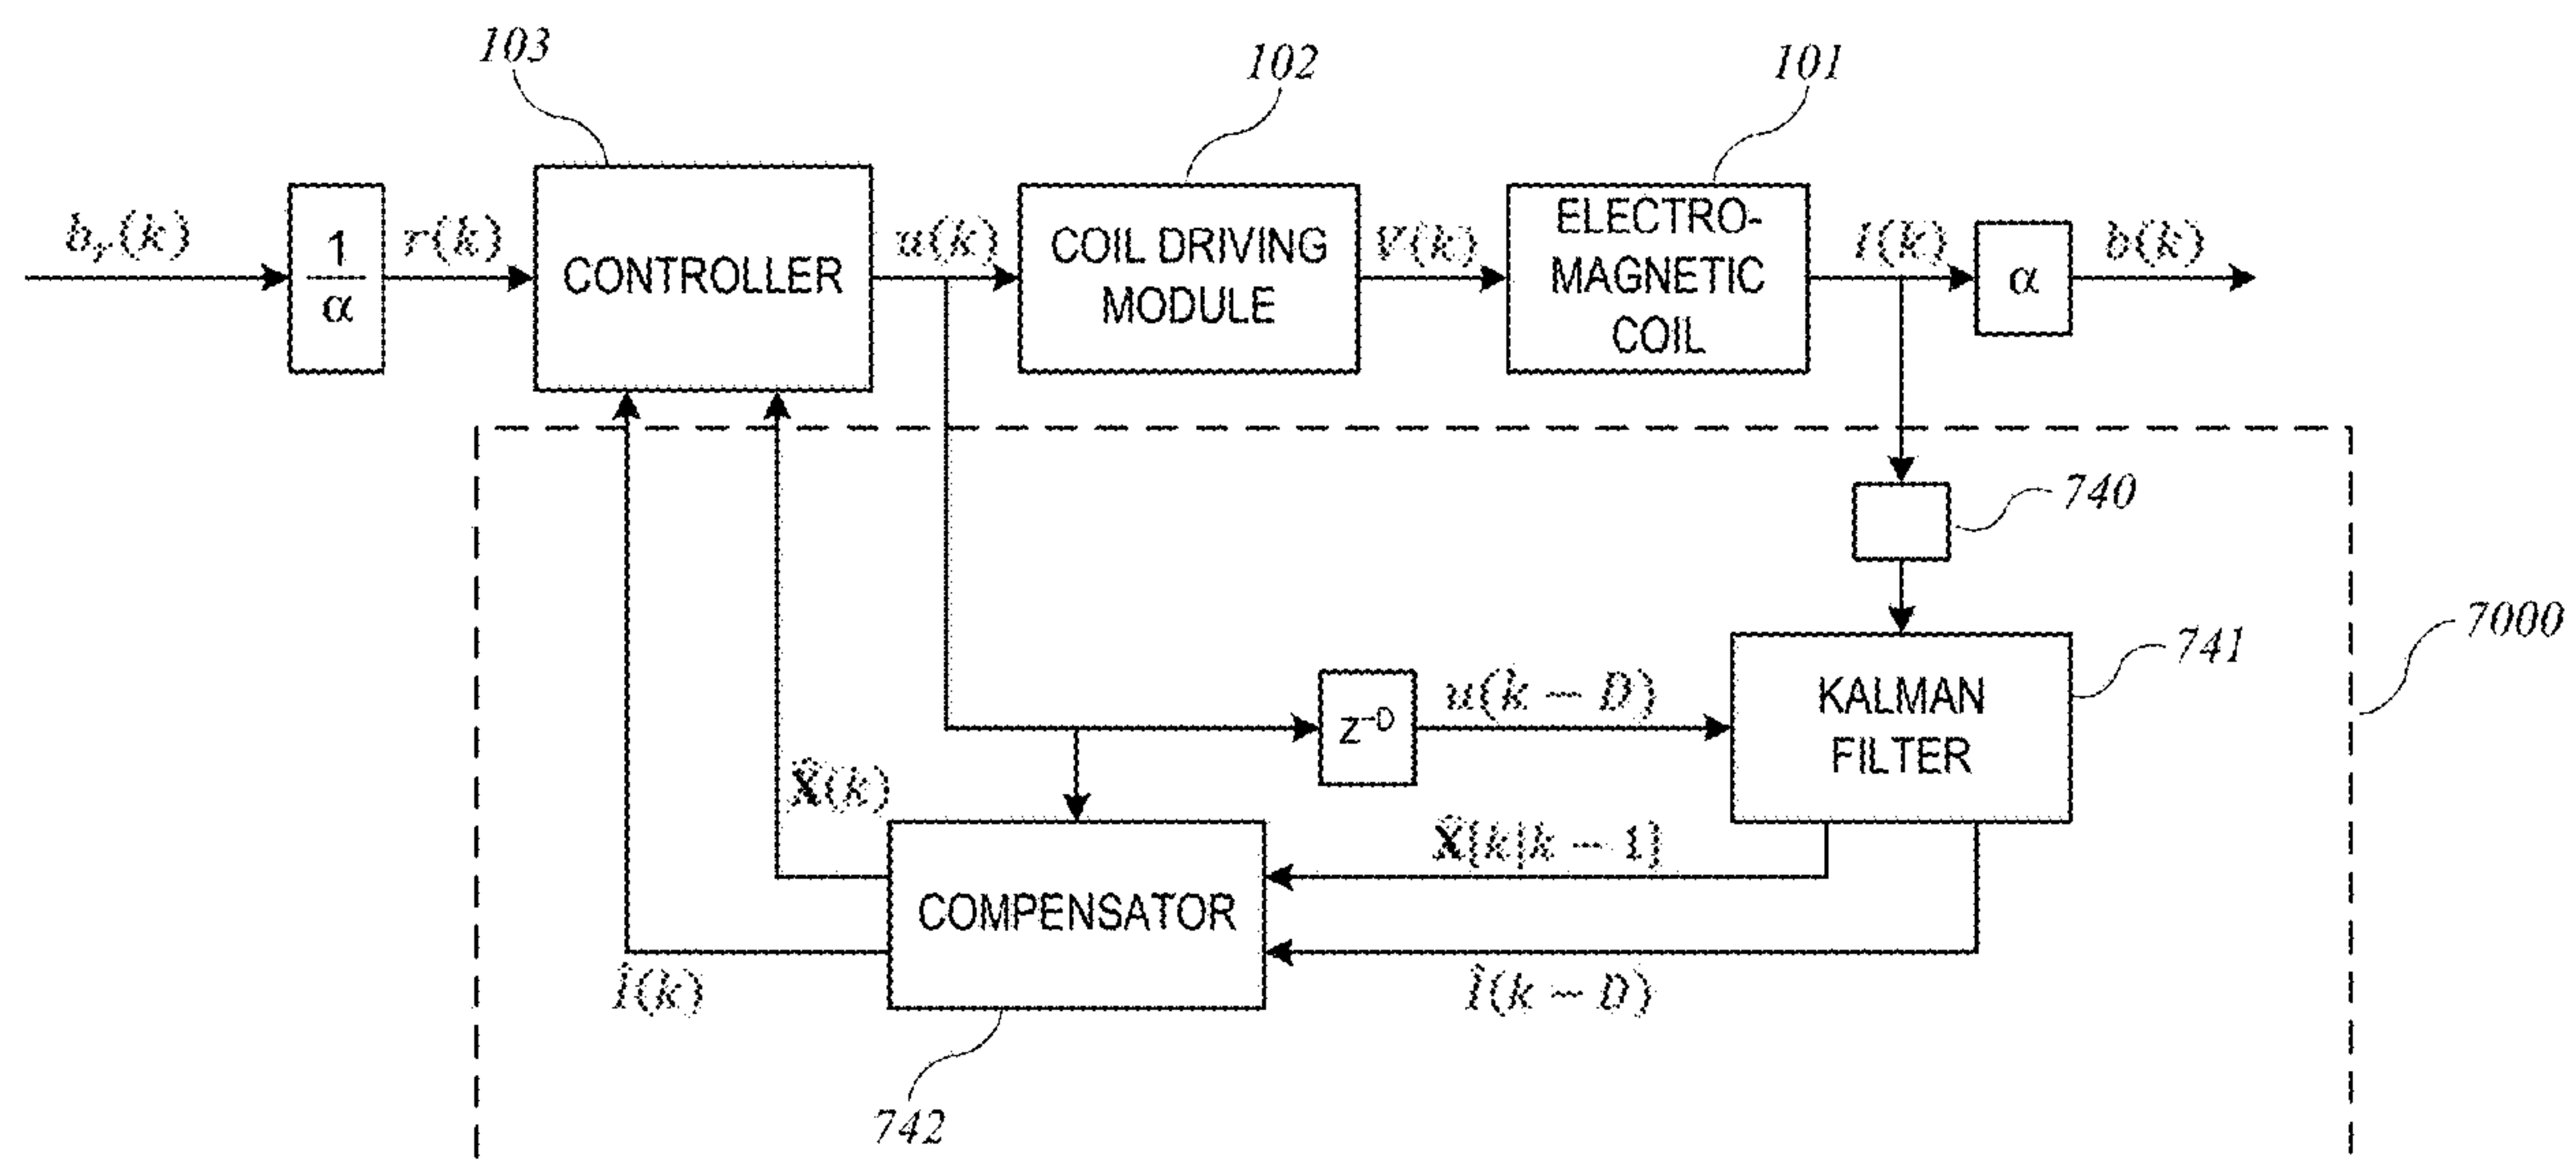 103
102
101
b_r(k)
1
α
r(k)
CONTROLLER
u(k)
COIL DRIVING
MODULE
V(k)
ELECTRO-
MAGNETIC
COIL
I(k)
α
b(k)
740
7000
741
KALMAN
FILTER
z⁻ᴰ
u(k − D)
X̂(k)
X̂[k|k − 1]
COMPENSATOR
Î(k)
Î(k − D)
742